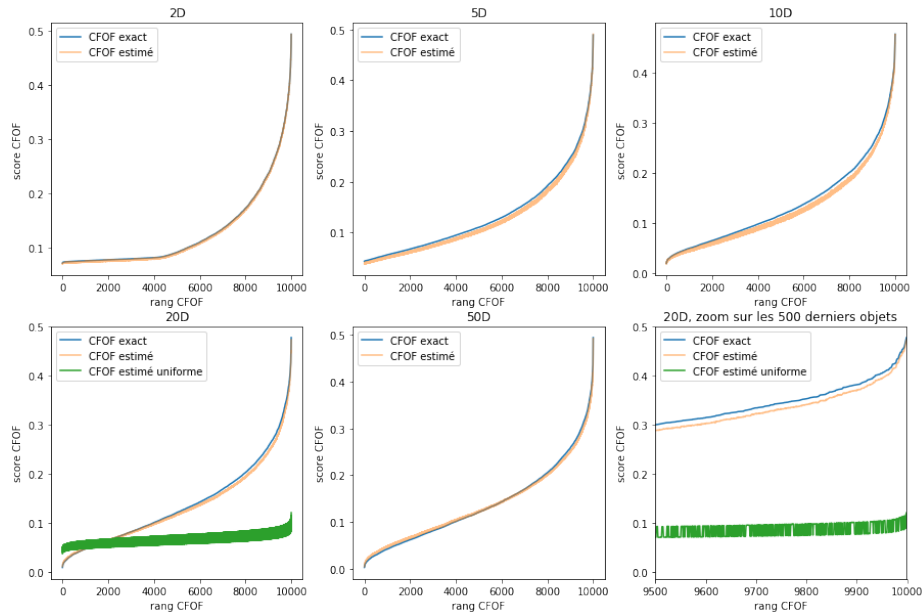 2D
CFOF exact
CFOF estimé
score CFOF
0.5
0.4
0.3
0.2
0.1
0 2000 4000 6000 8000 10000
rang CFOF
5D
CFOF exact
CFOF estimé
score CFOF
0.5
0.4
0.3
0.2
0.1
0 2000 4000 6000 8000 10000
rang CFOF
10D
CFOF exact
CFOF estimé
score CFOF
0.4
0.3
0.2
0.1
0.0
0 2000 4000 6000 8000 10000
rang CFOF
20D
CFOF exact
CFOF estimé
CFOF estimé uniforme
score CFOF
0.5
0.4
0.3
0.2
0.1
0.0
0 2000 4000 6000 8000 10000
rang CFOF
50D
CFOF exact
CFOF estimé
score CFOF
0.5
0.4
0.3
0.2
0.1
0.0
0 2000 4000 6000 8000 10000
rang CFOF
20D, zoom sur les 500 derniers objets
CFOF exact
CFOF estimé
CFOF estimé uniforme
score CFOF
0.5
0.4
0.3
0.2
0.1
0.0
9500 9600 9700 9800 9900 10000
rang CFOF